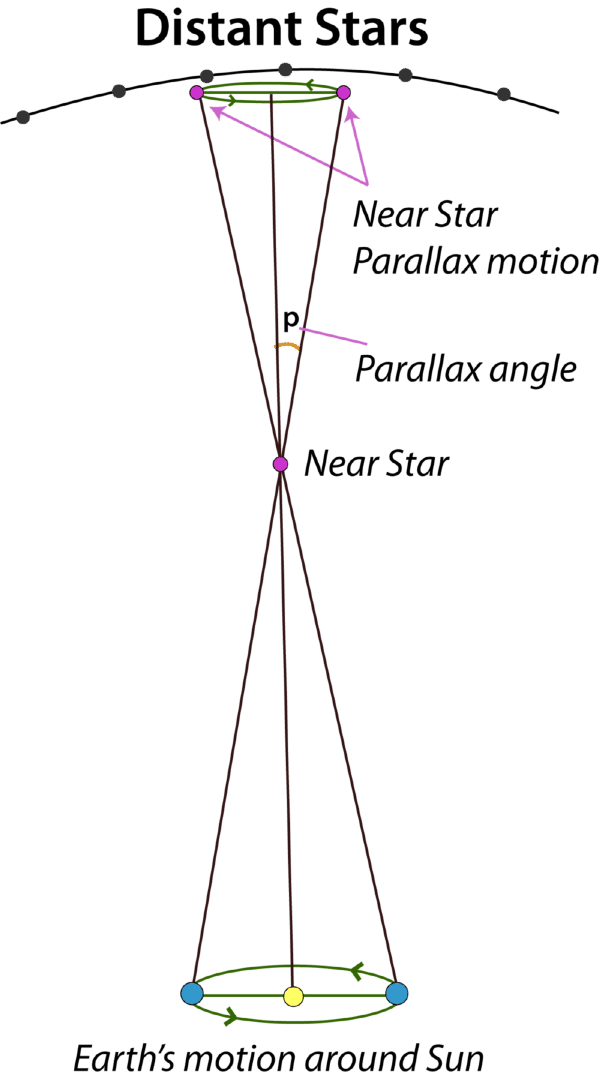 Distant Stars
Near Star
Parallax motion
p
Parallax angle
Near Star
Earth's motion around Sun